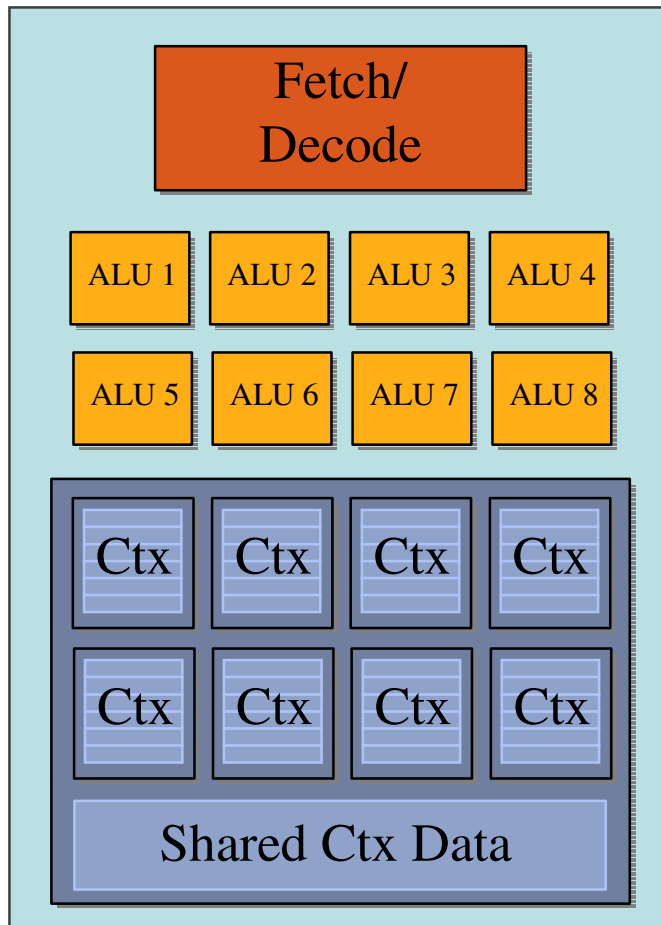 Fetch/
Decode
ALU 1 ALU 2 ALU 3 ALU 4
ALU 5 ALU 6 ALU 7 ALU 8
Ctx Ctx Ctx Ctx
Ctx Ctx Ctx Ctx
Shared Ctx Data